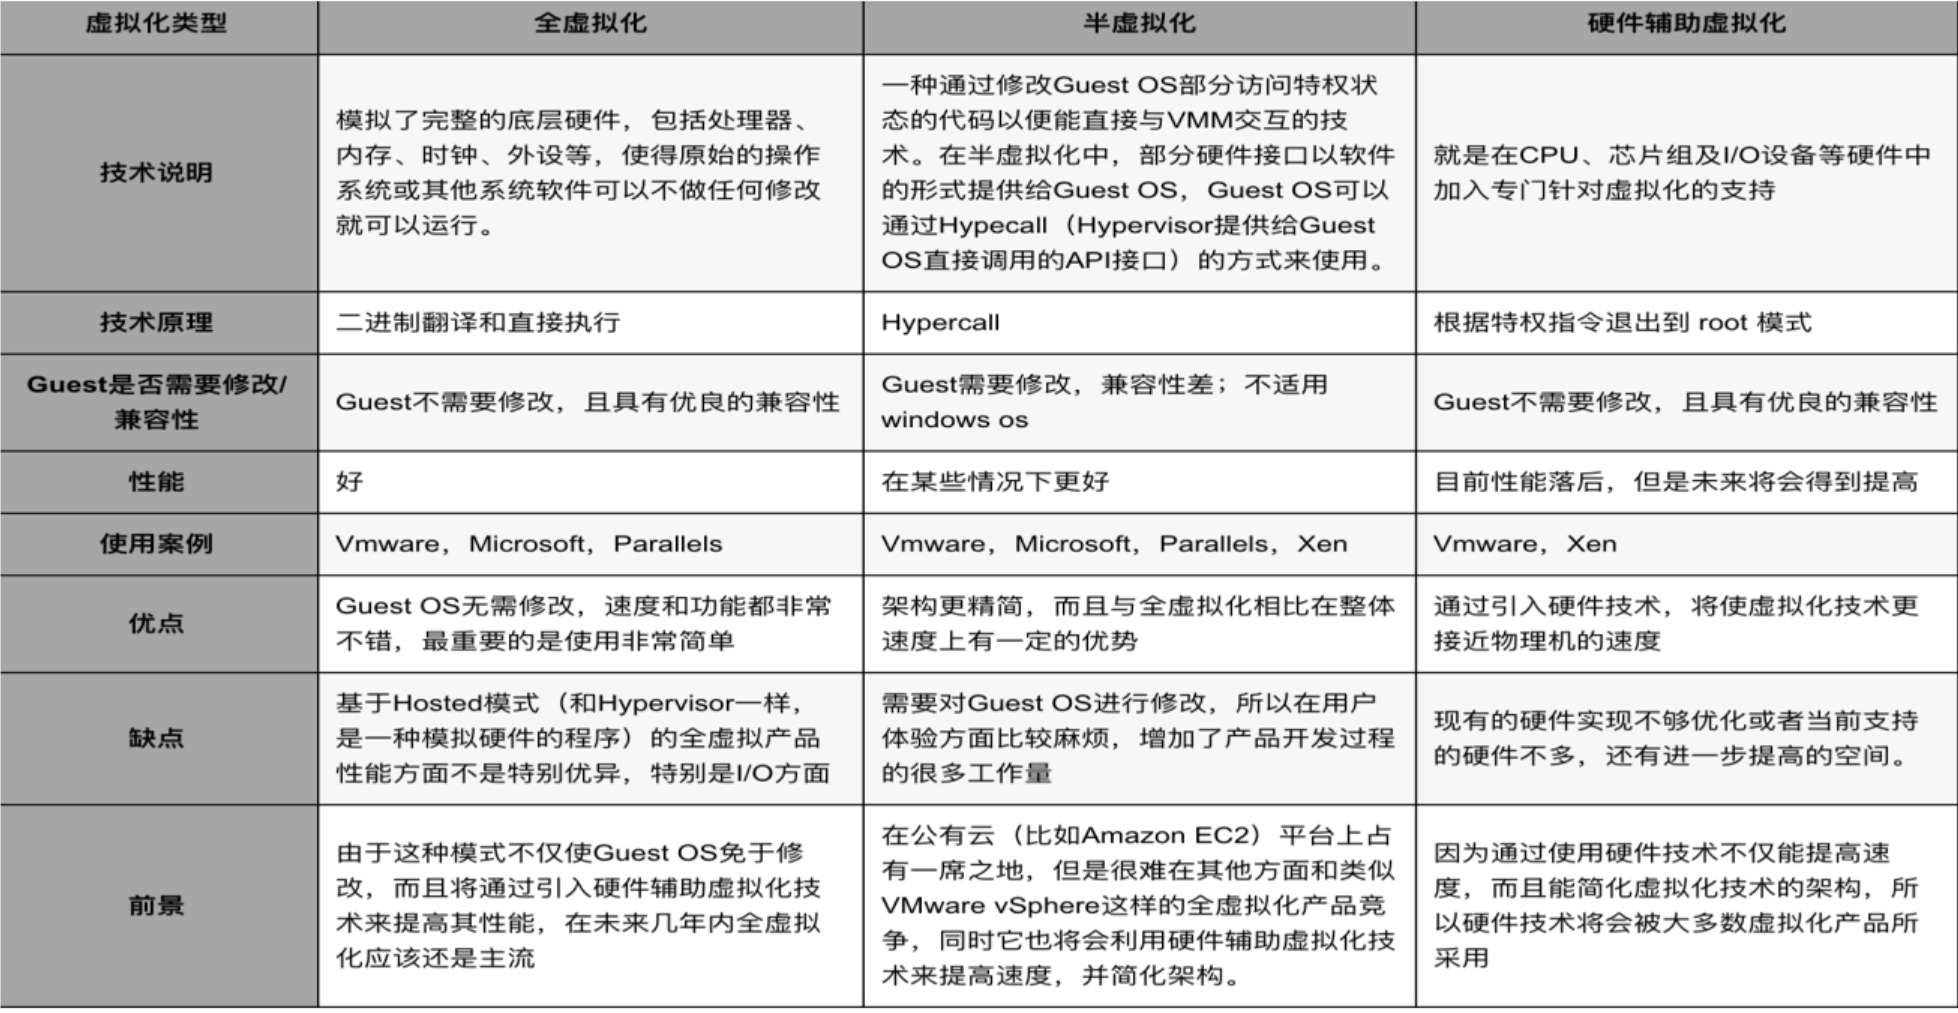 虚拟化类型
全虚拟化
半虚拟化
硬件辅助虚拟化
技术说明
模拟了完整的底层硬件，包括处理器、
内存、时钟、外设等，使得原始的操作
系统或其他系统软件可以不做任何修改
就可以运行。
一种通过修改Guest OS部分访问特权状
态的代码以便能直接与VMM交互的技
术。在半虚拟化中，部分硬件接口以软件
的形式提供给Guest OS，Guest OS可以
通过Hypecall（Hypervisor提供给Guest
OS直接调用的API接口）的方式来使用。
就是在CPU、芯片组及I/O设备等硬件中
加入专门针对虚拟化的支持
技术原理
二进制翻译和直接执行
Hypercall
根据特权指令退出到 root 模式
Guest是否需要修改/
兼容性
Guest不需要修改，且具有优良的兼容性
Guest需要修改，兼容性差；不适用
windows os
Guest不需要修改，且具有优良的兼容性
性能
好
在某些情况下更好
目前性能落后，但是未来将会得到提高
使用案例
Vmware，Microsoft，Parallels
Vmware，Microsoft，Parallels，Xen
Vmware，Xen
优点
Guest OS无需修改，速度和功能都非常
不错，最重要的是使用非常简单
架构更精简，而且与全虚拟化相比在整体
速度上有一定的优势
通过引入硬件技术，将使虚拟化技术更
接近物理机的速度
缺点
基于Hosted模式（和Hypervisor一样，
是一种模拟硬件的程序）的全虚拟产品
性能方面不是特别优异，特别是I/O方面
需要对Guest OS进行修改，所以在用户
体验方面比较麻烦，增加了产品开发过程
的很多工作量
现有的硬件实现不够优化或者当前支持
的硬件不多，还有进一步提高的空间。
前景
由于这种模式不仅使Guest OS免于修
改，而且将通过引入硬件辅助虚拟化技
术来提高其性能，在未来几年内全虚拟
化应该还是主流
在公有云（比如Amazon EC2）平台上占
有一席之地，但是很难在其他方面和类似
VMware vSphere这样的全虚拟化产品竞
争，同时它也将会利用硬件辅助虚拟化技
术来提高速度，并简化架构。
因为通过使用硬件技术不仅能提高速
度，而且能简化虚拟化技术的架构，所
以硬件技术将会被大多数虚拟化产品所
采用